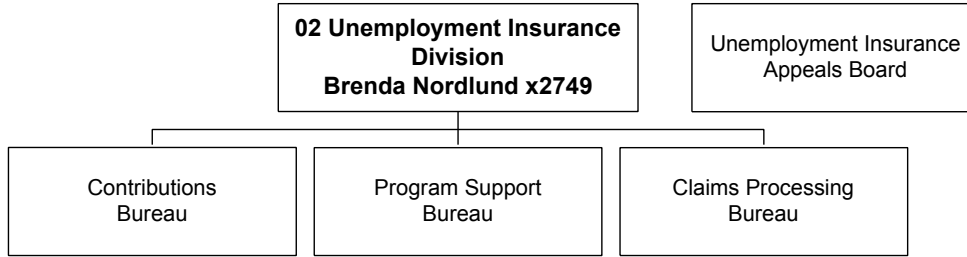 02 Unemployment Insurance
Division
Brenda Nordlund x2749
Unemployment Insurance
Appeals Board
Contributions
Bureau
Program Support
Bureau
Claims Processing
Bureau